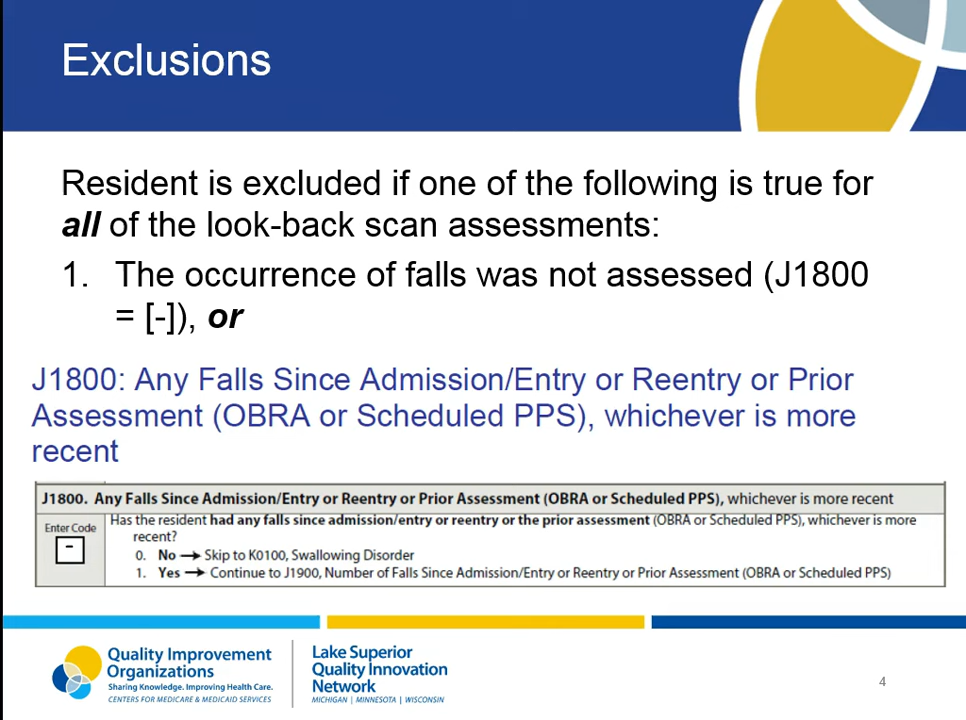 Exclusions
Resident is excluded if one of the following is true for
all of the look-back scan assessments:
1. The occurrence of falls was not assessed (J1800
= [-]), or
J1800: Any Falls Since Admission/Entry or Reentry or Prior
Assessment (OBRA or Scheduled PPS), whichever is more
recent
J1800. Any Falls Since Admission/Entry or Reentry or Prior Assessment (OBRA or Scheduled PPS), whichever is more recent
Enter Code
-
Has the resident had any falls since admission/entry or reentry or the prior assessment (OBRA or Scheduled PPS), whichever is more
recent?
0. No → Skip to K0100, Swallowing Disorder
1. Yes → Continue to J1900, Number of Falls Since Admission/Entry or Reentry or Prior Assessment (OBRA or Scheduled PPS)
Quality Improvement
Organizations
Sharing Knowledge. Improving Health Care.
CENTERS FOR MEDICARE & MEDICAID SERVICES
Lake Superior
Quality Innovation
Network
MICHIGAN | MINNESOTA | WISCONSIN
4